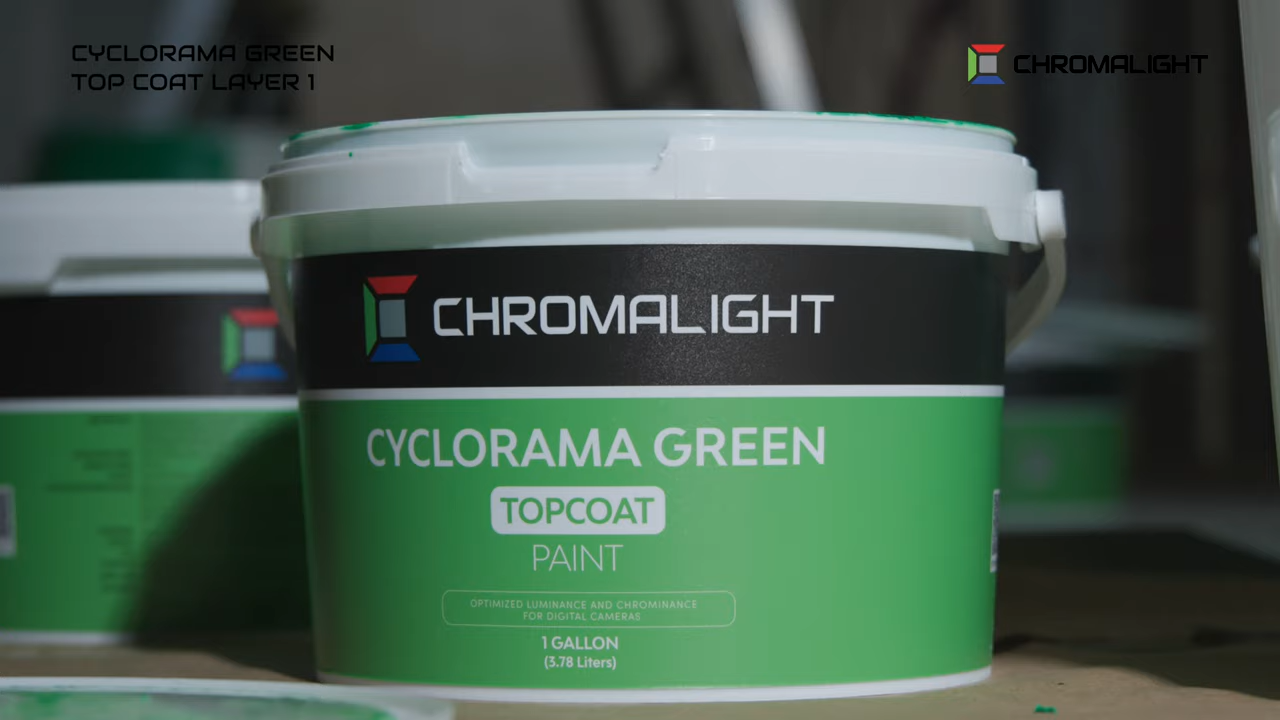 CYCLORAMA GREEN
TOP COAT LAYER 1
CHROMALIGHT
CHROMALIGHT
CYCLORAMA GREEN
TOPCOAT
PAINT
OPTIMIZED LUMINANCE AND CHROMINANCE
FOR DIGITAL CAMERAS
1 GALLON
(3.78 Liters)